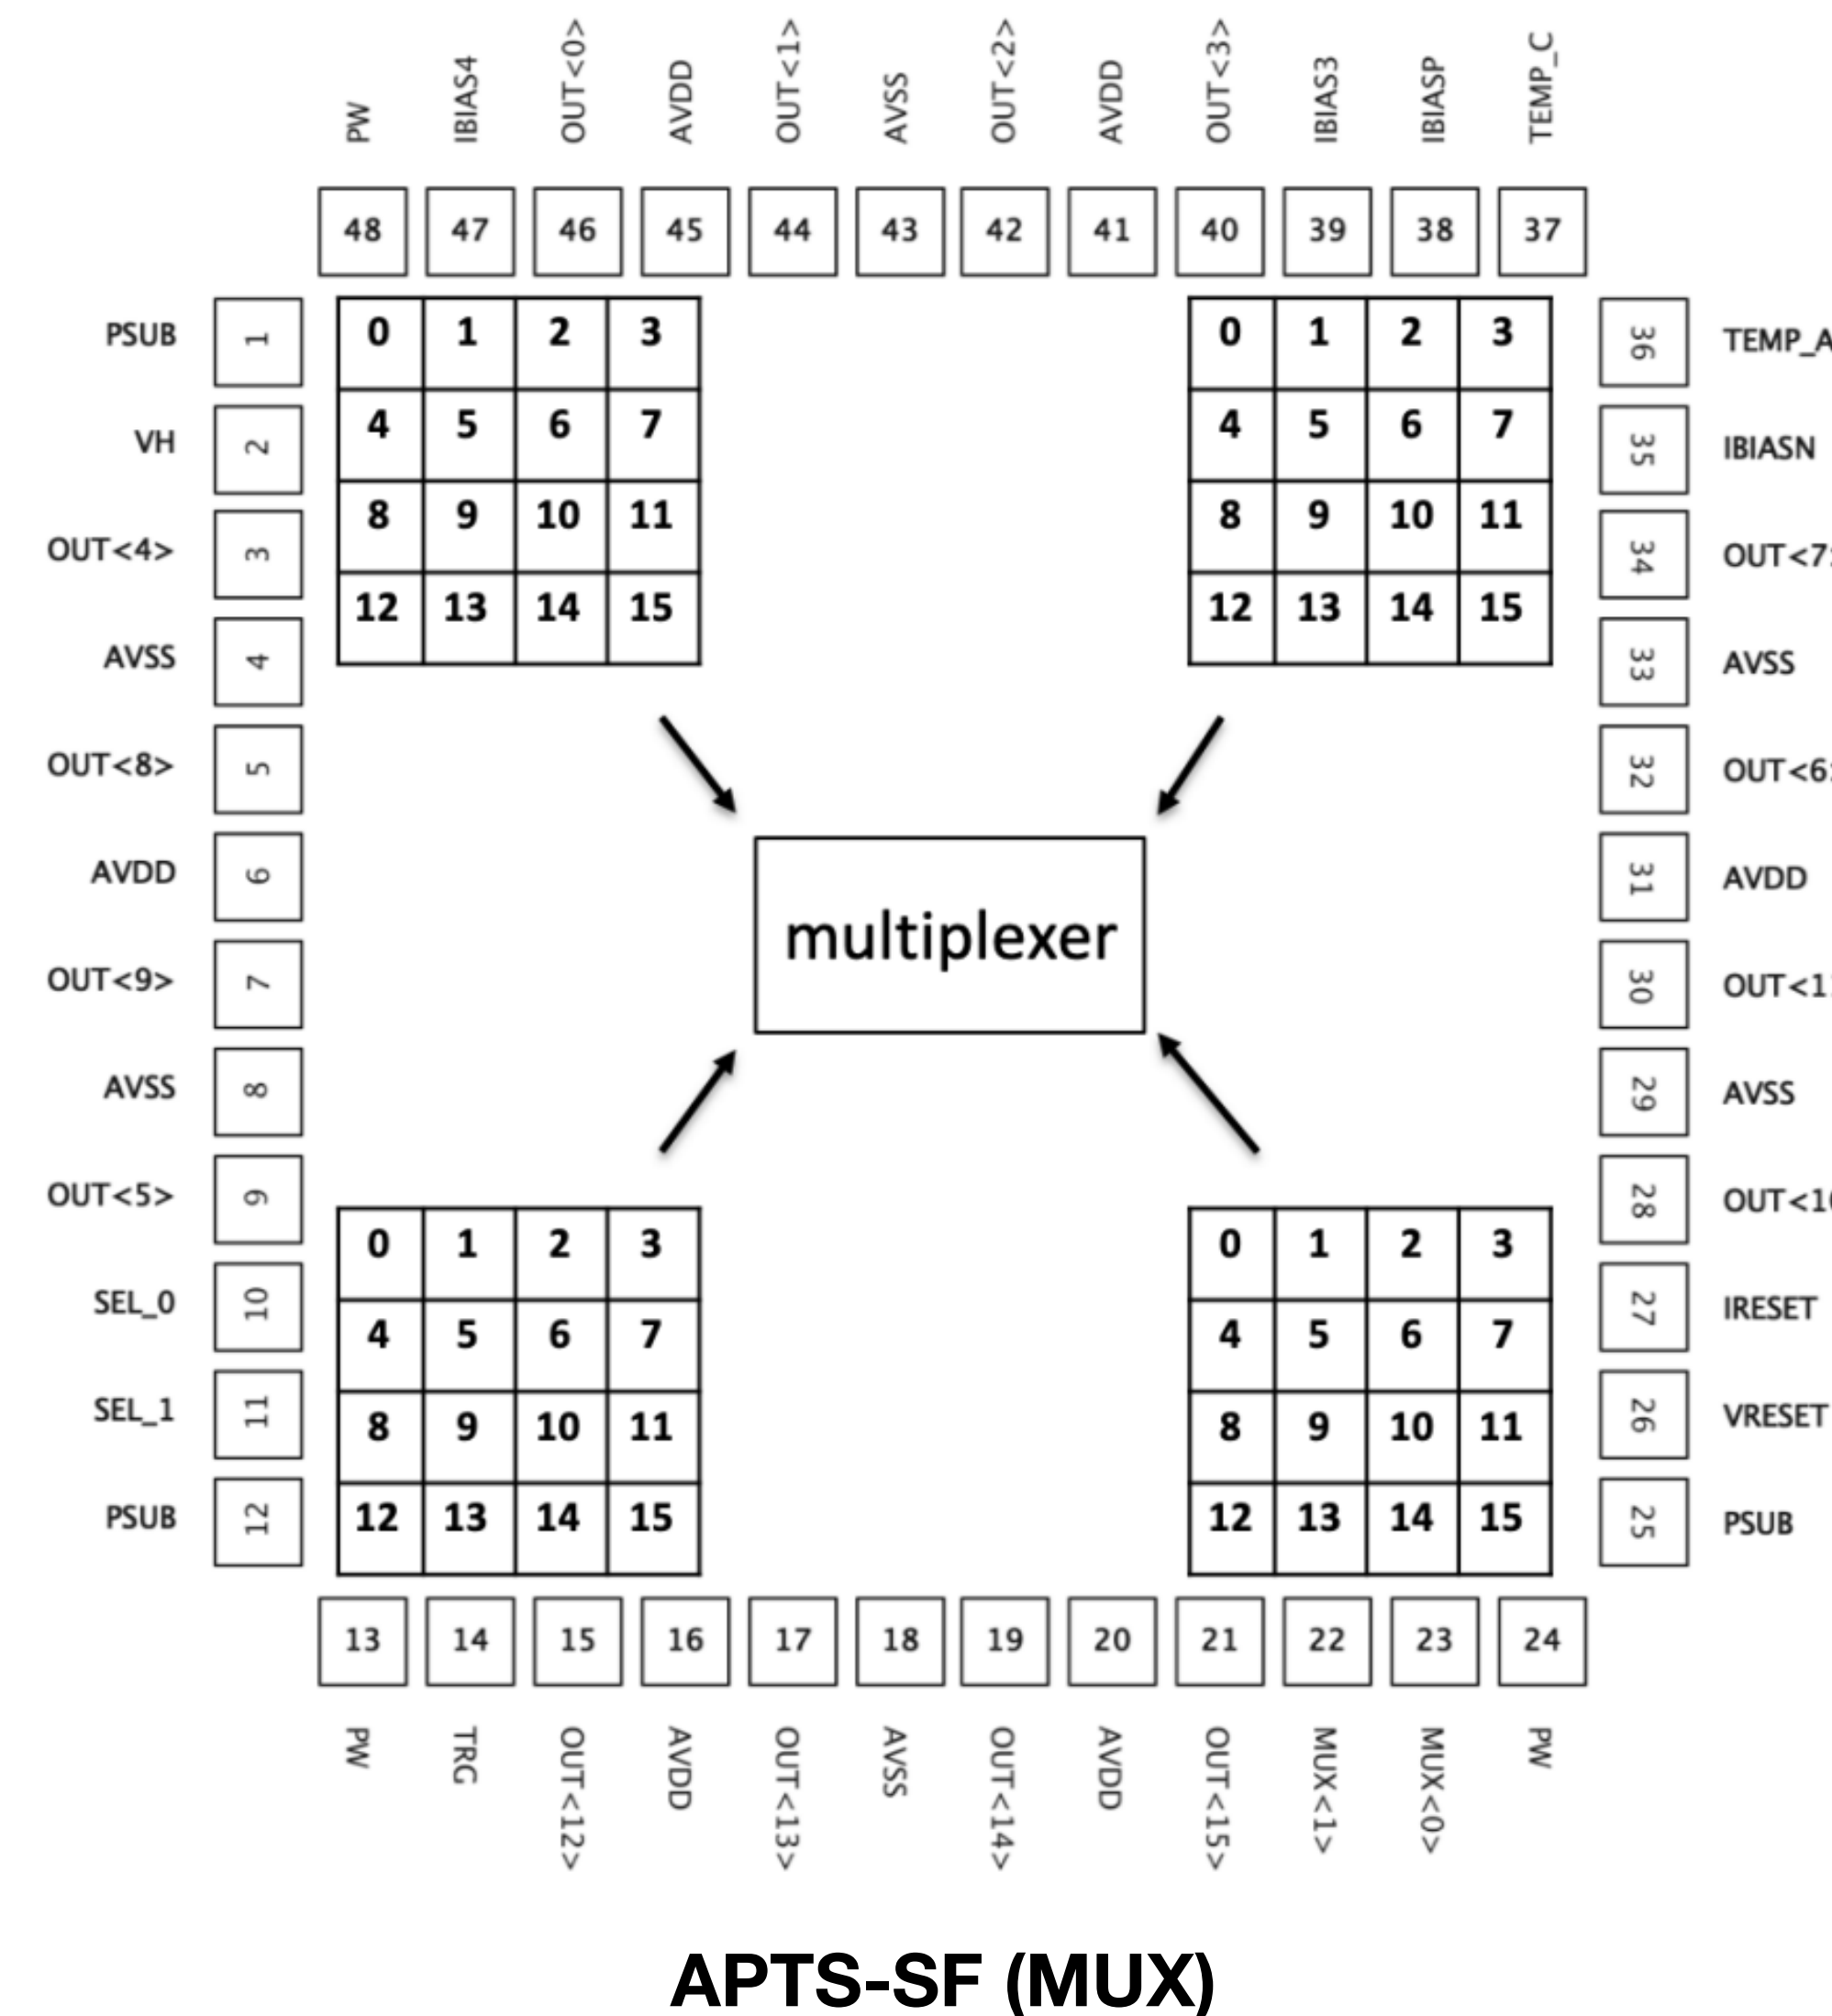 PW IBIAS4 OUT<0> AVDD OUT<1> AVSS OUT<2> AVDD OUT<3> IBIAS3 IBIASP TEMP_C
48 47 46 45 44 43 42 41 40 39 38 37
PSUB 1 0 1 2 3 0 1 2 3 36 TEMP_A
VH 2 4 5 6 7 4 5 6 7 35 IBIASN
OUT<4> 3 8 9 10 11 8 9 10 11 34 OUT<7
AVSS 4 12 13 14 15 12 13 14 15 33 AVSS
OUT<8> 5 32 OUT<6
AVDD 6 31 AVDD
multiplexer
OUT<9> 7 30 OUT<1
AVSS 8 29 AVSS
OUT<5> 9 0 1 2 3 0 1 2 3 28 OUT<10
SEL_0 10 4 5 6 7 4 5 6 7 27 IRESET
SEL_1 11 8 9 10 11 8 9 10 11 26 VRESET
PSUB 12 12 13 14 15 12 13 14 15 25 PSUB
13 14 15 16 17 18 19 20 21 22 23 24
PW TRG OUT<12> AVDD OUT<13> AVSS OUT<14> AVDD OUT<15> MUX<1> MUX<0> PW
APTS-SF (MUX)